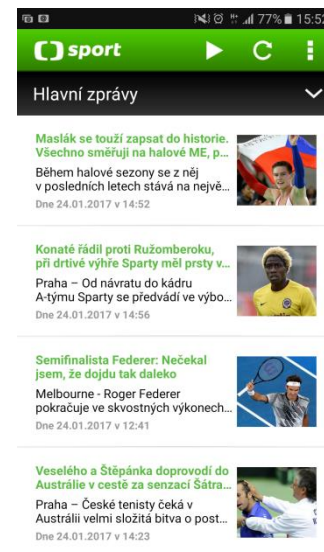 77% 15:52
sport
Hlavní zprávy
Maslák se touží zapsat do historie.
Všechno směřuji na halové ME, p...
Během halové sezony se z něj
v posledních letech stává na nejvě...
Dne 24.01.2017 v 14:52
Konaté řádil proti Ružomberoku,
při drtivé výhře Sparty měl prsty v...
Praha – Od návratu do kádru
A-týmu Sparty se předvádí ve výbo...
Dne 24.01.2017 v 14:56
Semifinalista Federer: Nečekal
jsem, že dojdu tak daleko
Melbourne - Roger Federer
pokračuje ve skvostných výkonech...
Dne 24.01.2017 v 12:41
Veselého a Štěpánka doprovodí do
Austrálie v cestě za senzací Šátra...
Praha – České tenisty čeká v
Austrálii velmi složitá bitva o post...
Dne 24.01.2017 v 14:23